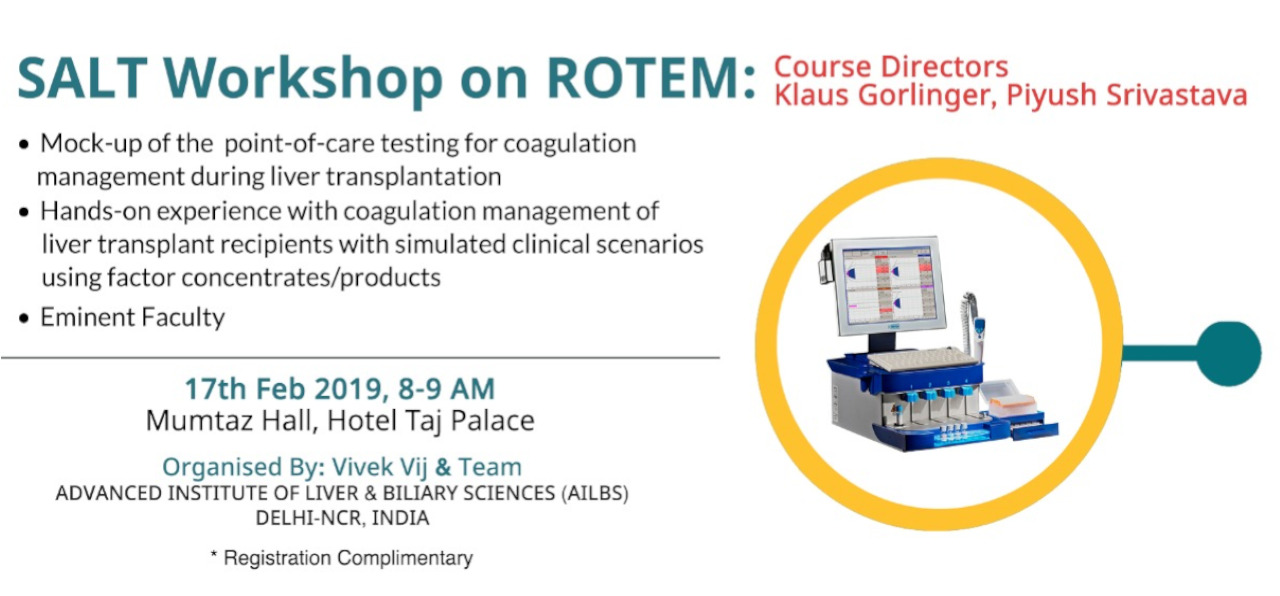 SALT Workshop on ROTEM:
Course Directors
Klaus Gorlinger, Piyush Srivastava
• Mock-up of the point-of-care testing for coagulation
management during liver transplantation
• Hands-on experience with coagulation management of
liver transplant recipients with simulated clinical scenarios
using factor concentrates/products
• Eminent Faculty
17th Feb 2019, 8-9 AM
Mumtaz Hall, Hotel Taj Palace
Organised By: Vivek Vij & Team
ADVANCED INSTITUTE OF LIVER & BILIARY SCIENCES (AILBS)
DELHI-NCR, INDIA
* Registration Complimentary